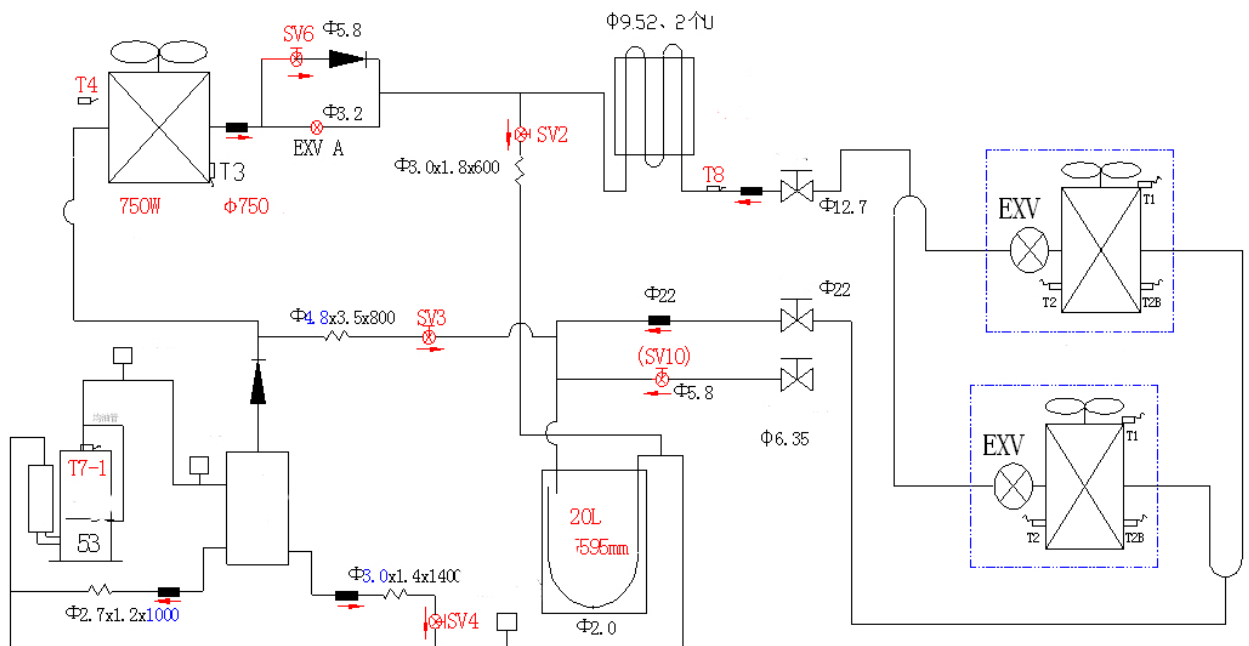 Φ9.52、2个U
SV6
Φ5.8
T4
Φ3.2
EXV A
SV2
T3
Φ3.0x1.8x600
T8
750W
Φ750
Φ12.7
T1
EXV
T2
T2B
Φ22
Φ22
Φ4.8x3.5x800
SV3
(SV10)
Φ5.8
Φ6.35
T1
EXV
T7-1
20L
595mm
T2
T2B
53
Φ3.0x1.4x1400
Φ2.7x1.2x1000
SV4
Φ2.0